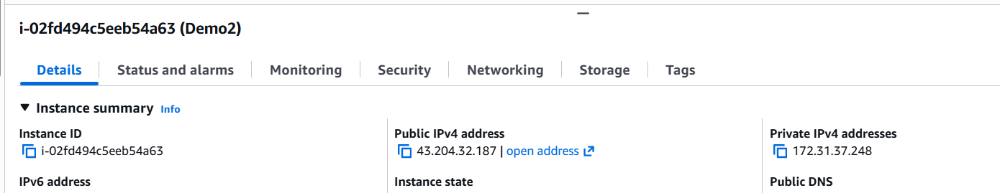 i-02fd494c5eeb54a63 (Demo2)
Details Status and alarms Monitoring Security Networking Storage Tags
Instance summary Info
Instance ID Public IPv4 address Private IPv4 addresses
i-02fd494c5eeb54a63 43.204.32.187 | open address 172.31.37.248
IPv6 address Instance state Public DNS